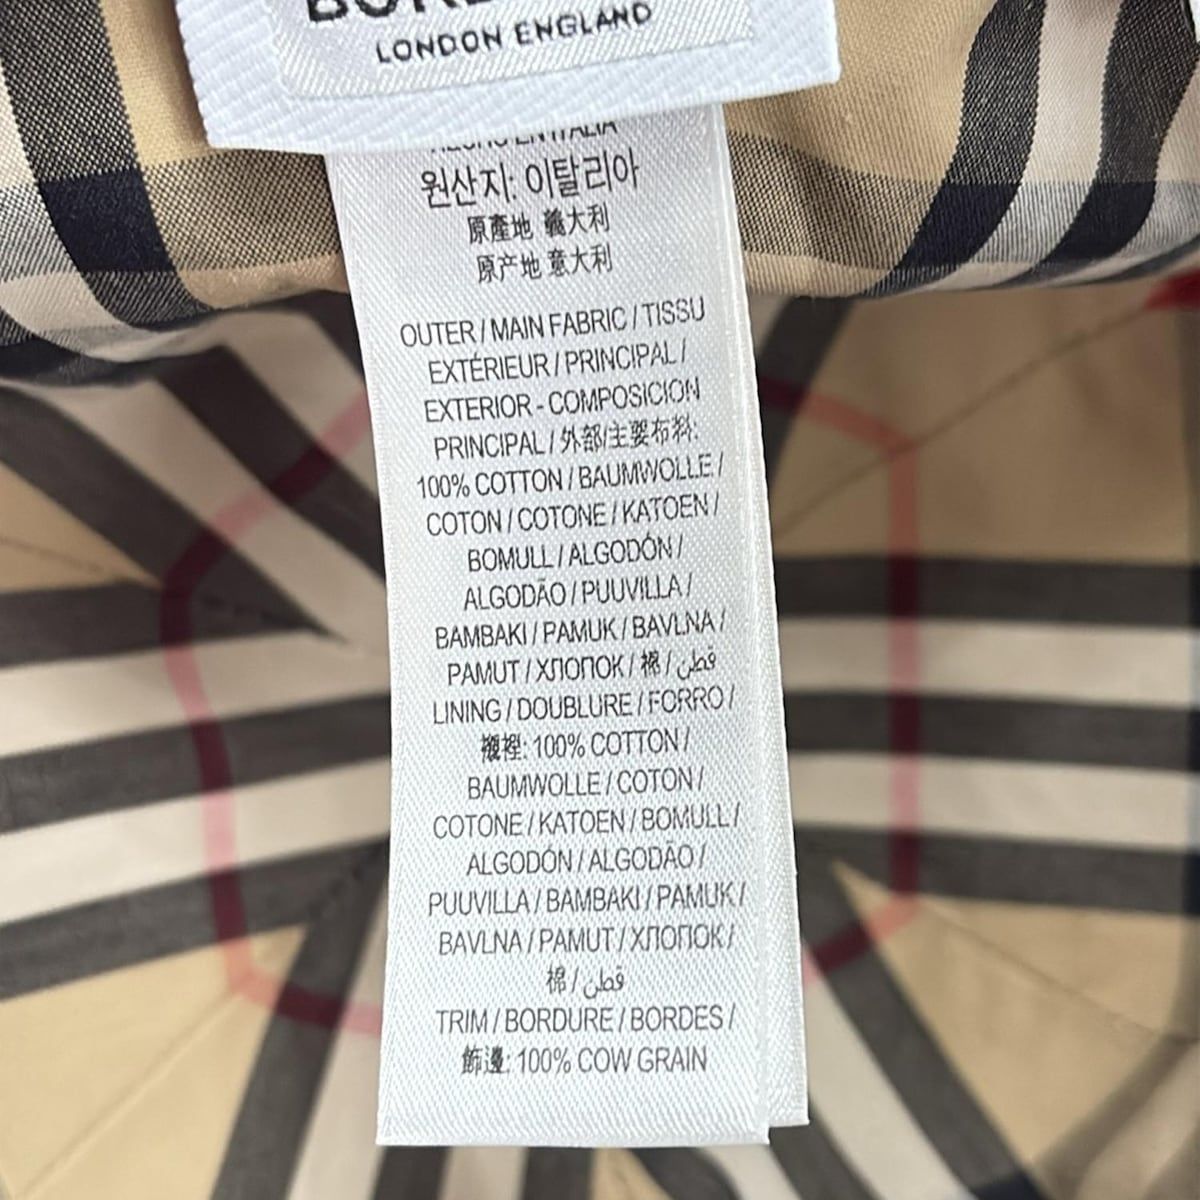 LONDON ENGLAND
원산지: 이탈리아
原產地 義大利
原产地 意大利
OUTER / MAIN FABRIC / TISSU
EXTÉRIEUR / PRINCIPAL /
EXTERIOR - COMPOSICION
PRINCIPAL / 外部/主要布料:
100% COTTON / BAUMWOLLE /
COTON / COTONE / KATOEN /
BOMULL / ALGODÓN /
ALGODÃO / PUUVILLA /
BAMBAKI / PAMUK / BAVLNA /
PAMUT / ХЛОПОК / 棉 / قطن
LINING / DOUBLURE / FORRO /
襯裡: 100% COTTON /
BAUMWOLLE / COTON /
COTONE / KATOEN / BOMULL /
ALGODÓN / ALGODÃO /
PUUVILLA / BAMBAKI / PAMUK /
BAVLNA / PAMUT / ХЛОПОК /
棉 / قطن
TRIM / BORDURE / BORDES /
飾邊: 100% COW GRAIN